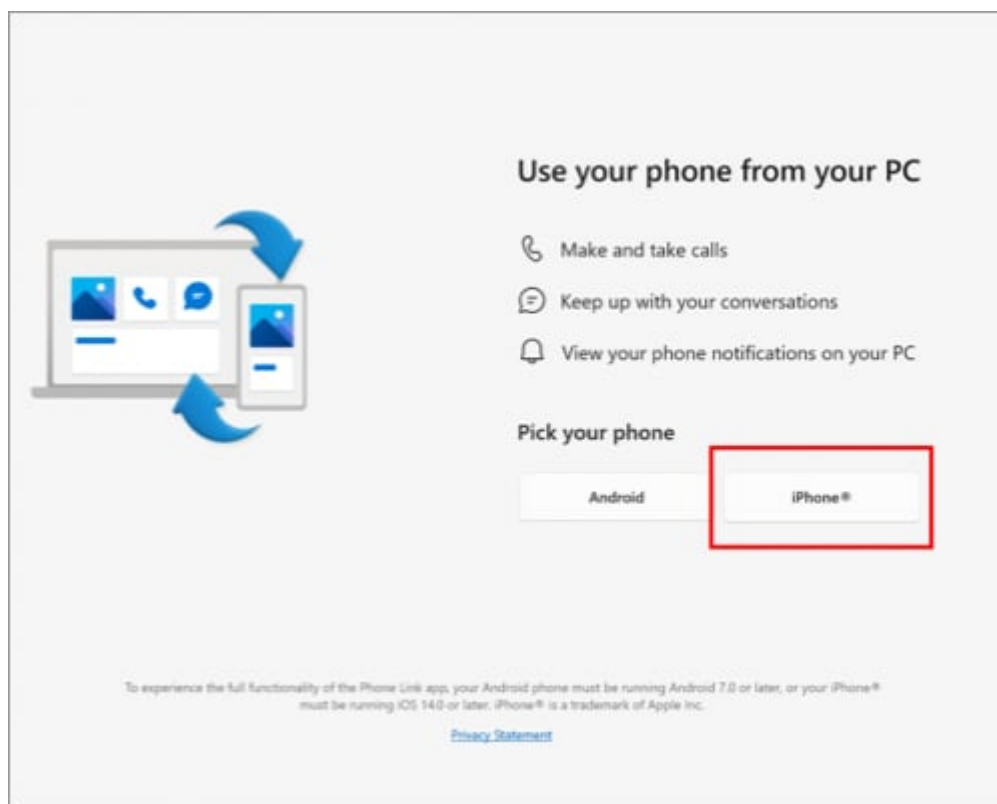 Use your phone from your PC
Make and take calls
Keep up with your conversations
View your phone notifications on your PC
Pick your phone
Android
iPhone®
To experience the full functionality of the Phone Link app, your Android phone must be running Android 7.0 or later, or your iPhone®
must be running iOS 14.0 or later. iPhone® is a trademark of Apple Inc.
Privacy Statement